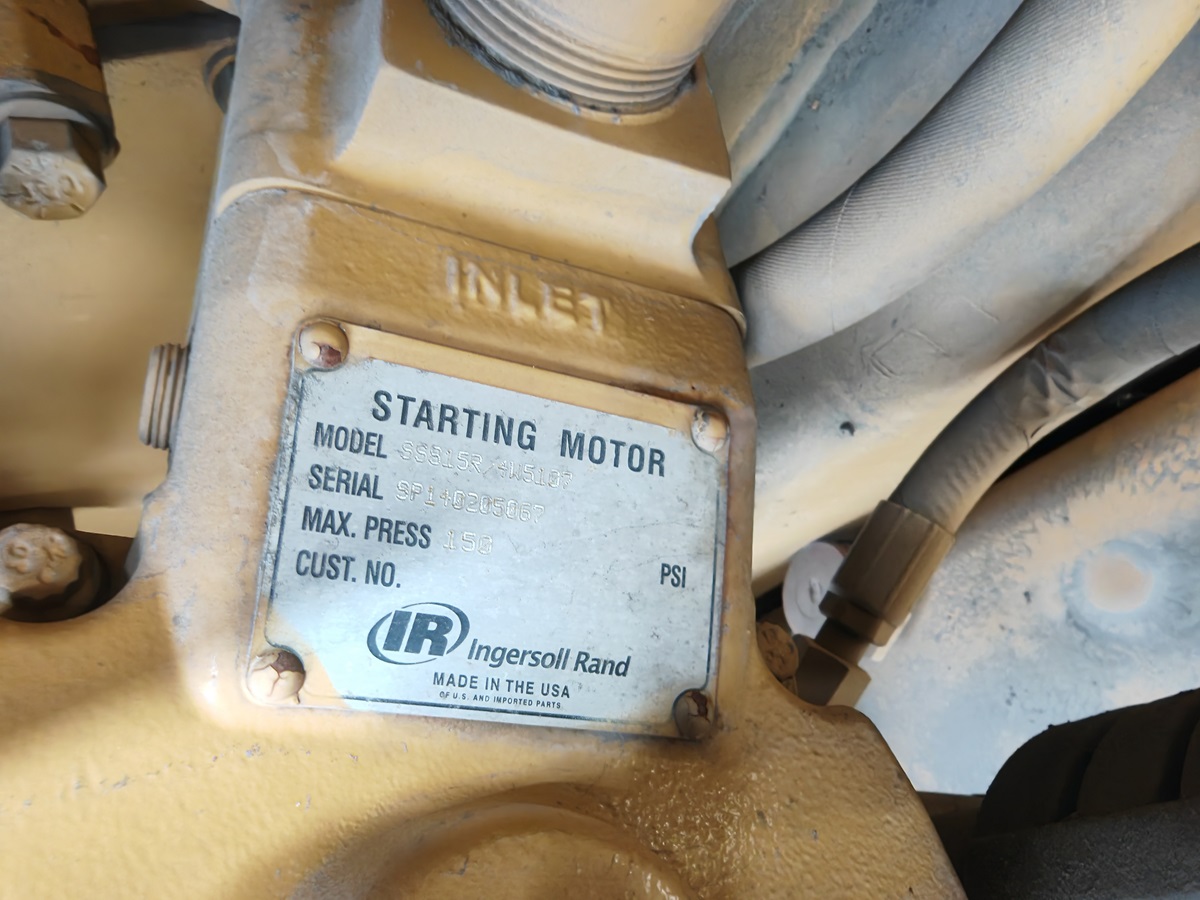 INLET
STARTING MOTOR
MODEL SS815R/4W5107
SERIAL SP140205067
MAX. PRESS 150 PSI
CUST. NO.
IR Ingersoll Rand
MADE IN THE USA
OF U.S. AND IMPORTED PARTS